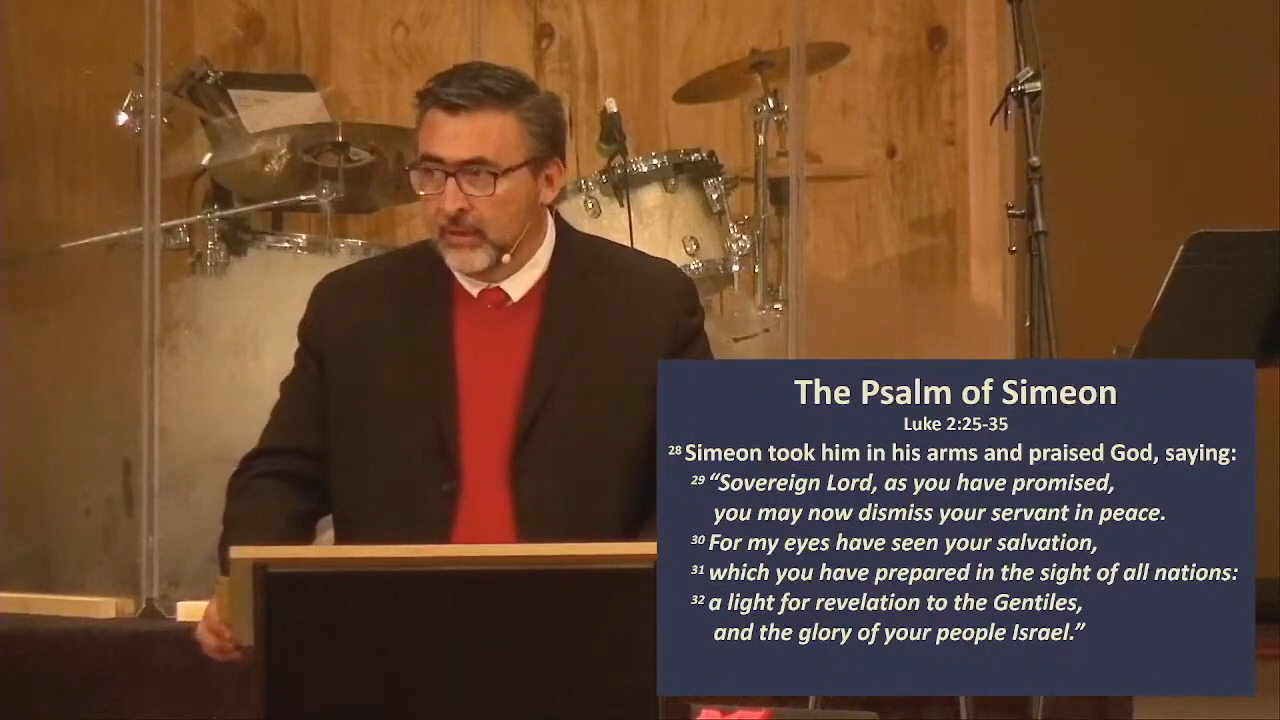 The Psalm of Simeon
Luke 2:25-35
28 Simeon took him in his arms and praised God, saying:
29 “Sovereign Lord, as you have promised,
you may now dismiss your servant in peace.
30 For my eyes have seen your salvation,
31 which you have prepared in the sight of all nations:
32 a light for revelation to the Gentiles,
and the glory of your people Israel.”